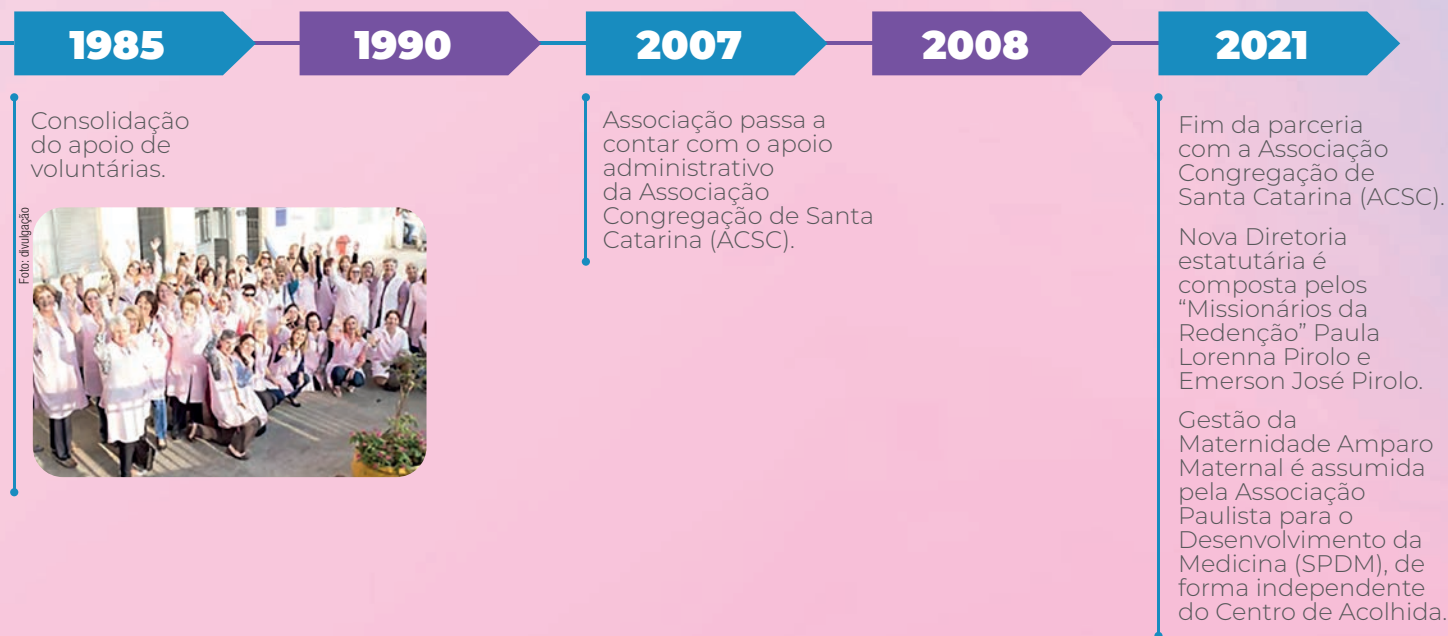 1985
1990
2007
2008
2021
Consolidação
do apoio de
voluntárias.
Foto: divulgação
Associação passa a
contar com o apoio
administrativo
da Associação
Congregação de Santa
Catarina (ACSC).
Fim da parceria
com a Associação
Congregação de
Santa Catarina (ACSC).
Nova Diretoria
estatutária é
composta pelos
“Missionários da
Redenção” Paula
Lorenna Pirolo e
Emerson José Pirolo.
Gestão da
Maternidade Amparo
Maternal é assumida
pela Associação
Paulista para o
Desenvolvimento da
Medicina (SPDM), de
forma independente
do Centro de Acolhida.